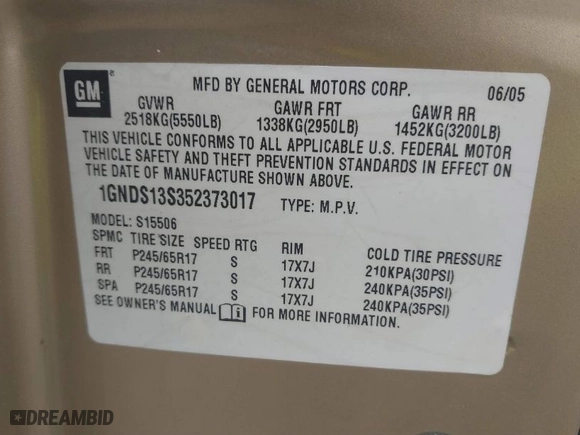 GM
MFD BY GENERAL MOTORS CORP. 06/05
GVWR GAWR FRT GAWR RR
2518KG(5550LB) 1338KG(2950LB) 1452KG(3200LB)
THIS VEHICLE CONFORMS TO ALL APPLICABLE U.S. FEDERAL MOTOR
VEHICLE SAFETY AND THEFT PREVENTION STANDARDS IN EFFECT ON
THE DATE OF MANUFACTURE SHOWN ABOVE.
1GNDS13S352373017 TYPE: M.P.V.
MODEL: S15506
SPMC TIRE SIZE SPEED RTG RIM COLD TIRE PRESSURE
FRT P245/65R17 S 17X7J 210KPA(30PSI)
RR P245/65R17 S 17X7J 240KPA(35PSI)
SPA P245/65R17 S 17X7J 240KPA(35PSI)
SEE OWNER'S MANUAL FOR MORE INFORMATION.
DREAMBID